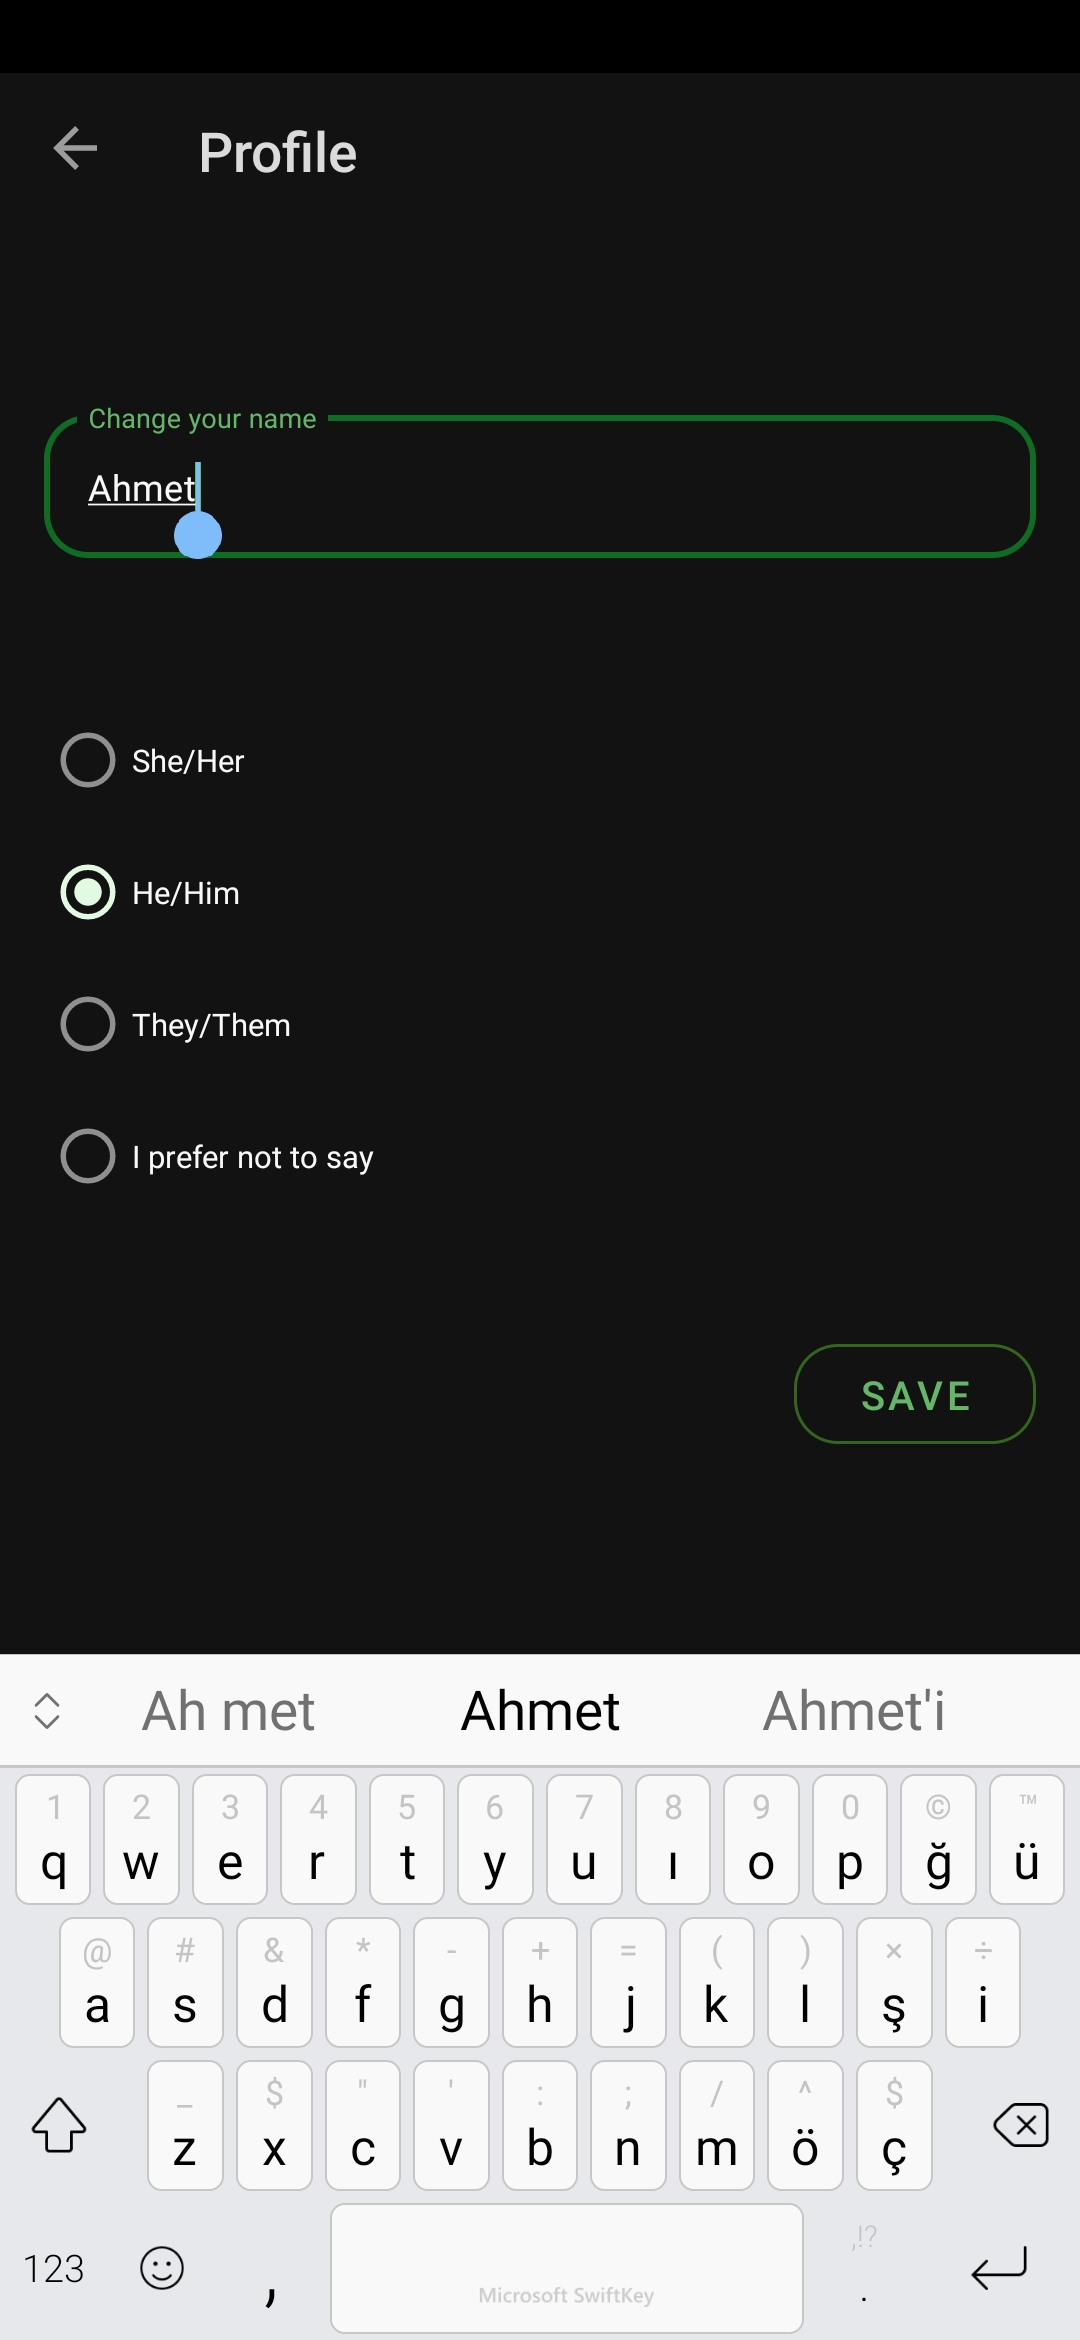 Profile
Change your name
Ahmet
She/Her
He/Him
They/Them
I prefer not to say
SAVE
Ah met Ahmet Ahmet'i
1 2 3 4 5 6 7 8 9 0 © ™
q w e r t y u ı o p ğ ü
@ # & * - + = ( ) × ÷
a s d f g h j k l ş i
_ $ " ' : ; / ^ $
z x c v b n m ö ç
,!?
123 , Microsoft SwiftKey .